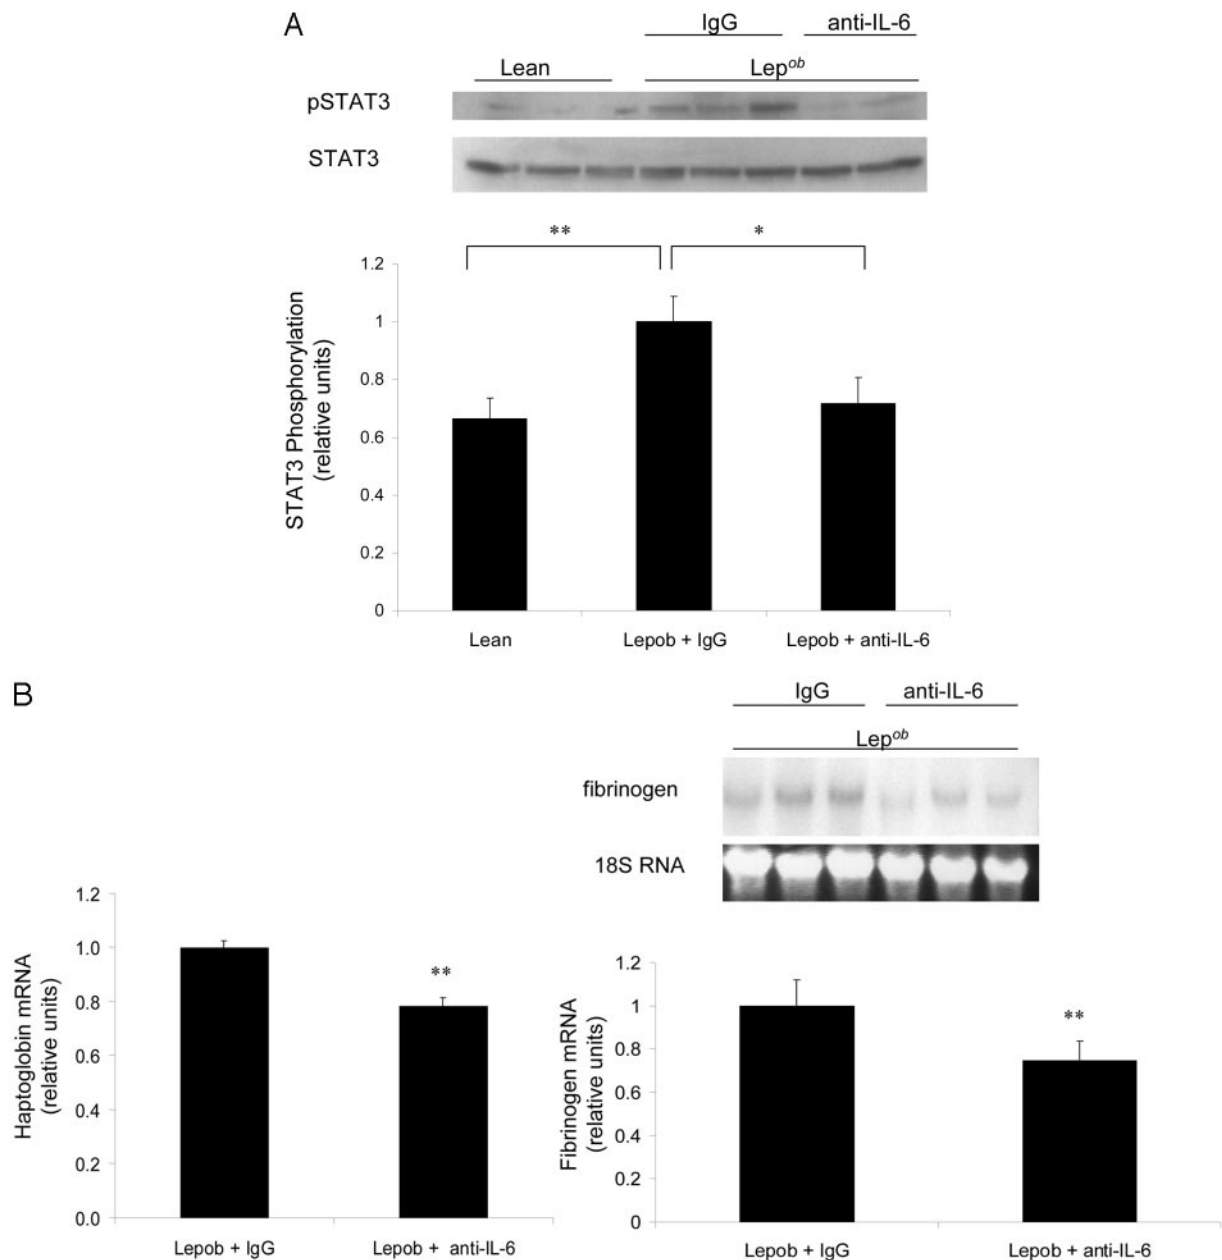 A
IgG anti-IL-6
Lean Lep^ob
pSTAT3
STAT3
** *
1.2
1
0.8
0.6
0.4
0.2
0
STAT3 Phosphorylation
(relative units)
Lean Lepob + IgG Lepob + anti-IL-6
B
IgG anti-IL-6
Lep^ob
fibrinogen
18S RNA
1.2
1.0
0.8
0.6
0.4
0.2
0.0
Haptoglobin mRNA
(relative units)
**
Lepob + IgG Lepob + anti-IL-6
1.2
1
0.8
0.6
0.4
0.2
0
Fibrinogen mRNA
(relative units)
**
Lepob + IgG Lepob + anti-IL-6